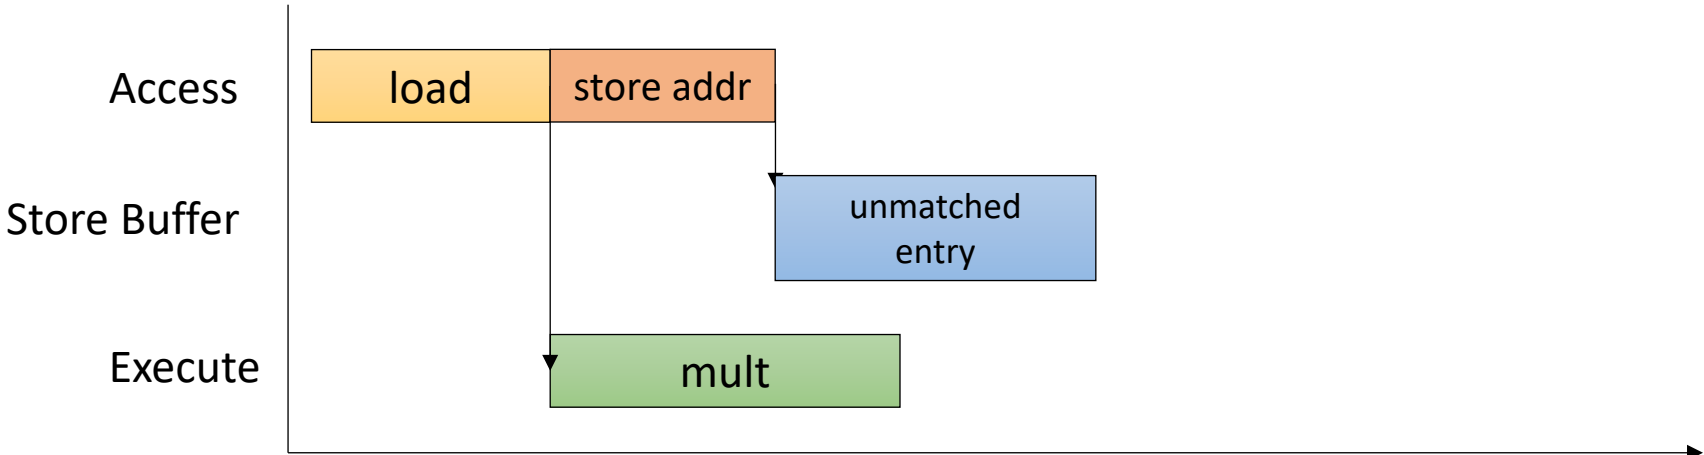 Access
load
store addr
Store Buffer
unmatched
entry
Execute
mult